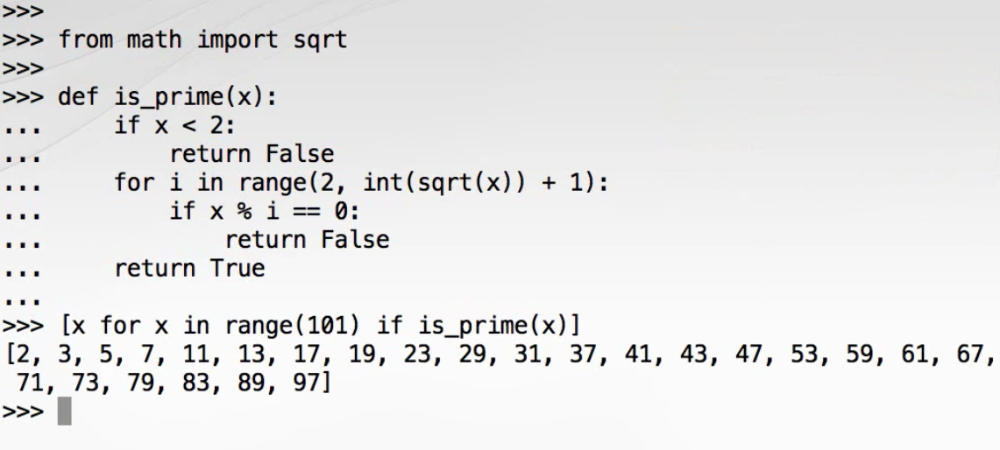 >>>
>>> from math import sqrt
>>>
>>> def is_prime(x):
...     if x < 2:
...         return False
...     for i in range(2, int(sqrt(x)) + 1):
...         if x % i == 0:
...             return False
...     return True
...
>>> [x for x in range(101) if is_prime(x)]
[2, 3, 5, 7, 11, 13, 17, 19, 23, 29, 31, 37, 41, 43, 47, 53, 59, 61, 67,
 71, 73, 79, 83, 89, 97]
>>>